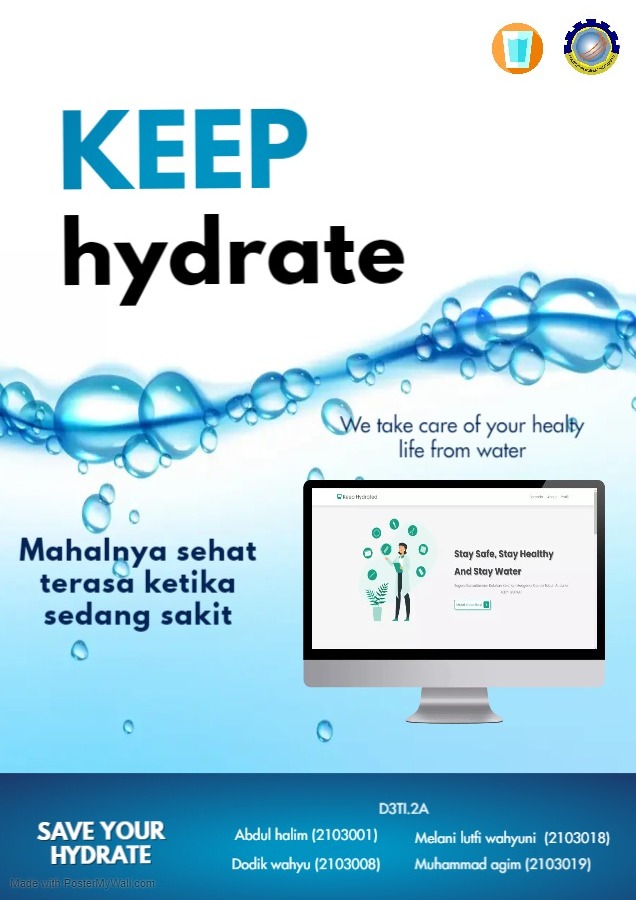 KEEP
hydrate
We take care of your healty
life from water
Keep Hydrated
Stay Safe, Stay Healthy
And Stay Water
Mahalnya sehat
terasa ketika
sedang sakit
D3TI.2A
SAVE YOUR
HYDRATE
Abdul halim (2103001)
Melani lutfi wahyuni (2103018)
Dodik wahyu (2103008)
Muhammad agim (2103019)
Made with PosterMyWall.com